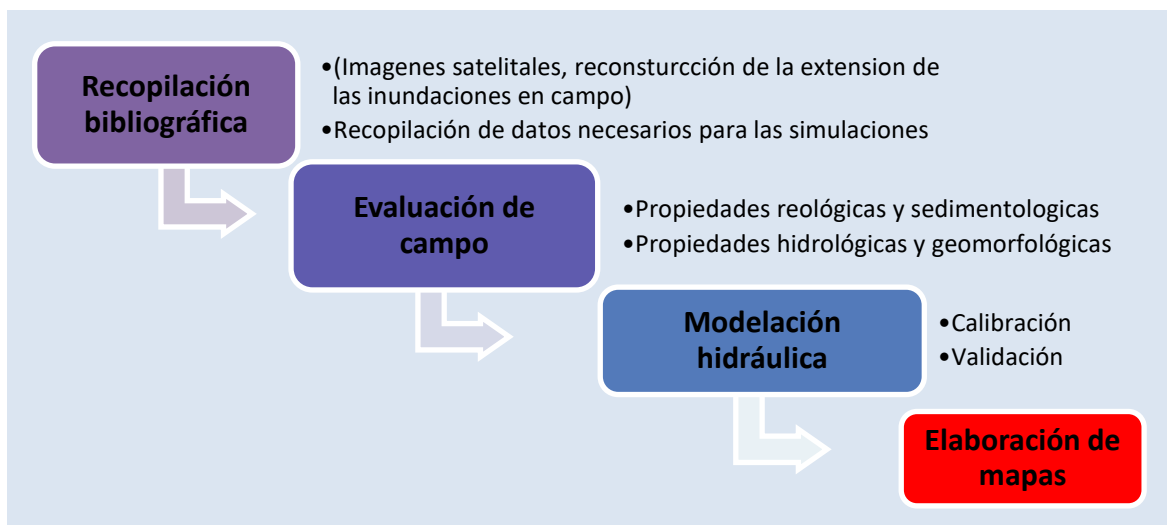 Recopilación
bibliográfica
•(Imagenes satelitales, reconsturcción de la extension de
las inundaciones en campo)
•Recopilación de datos necesarios para las simulaciones
Evaluación de
campo
•Propiedades reológicas y sedimentologicas
•Propiedades hidrológicas y geomorfológicas
Modelación
hidráulica
•Calibración
•Validación
Elaboración de
mapas